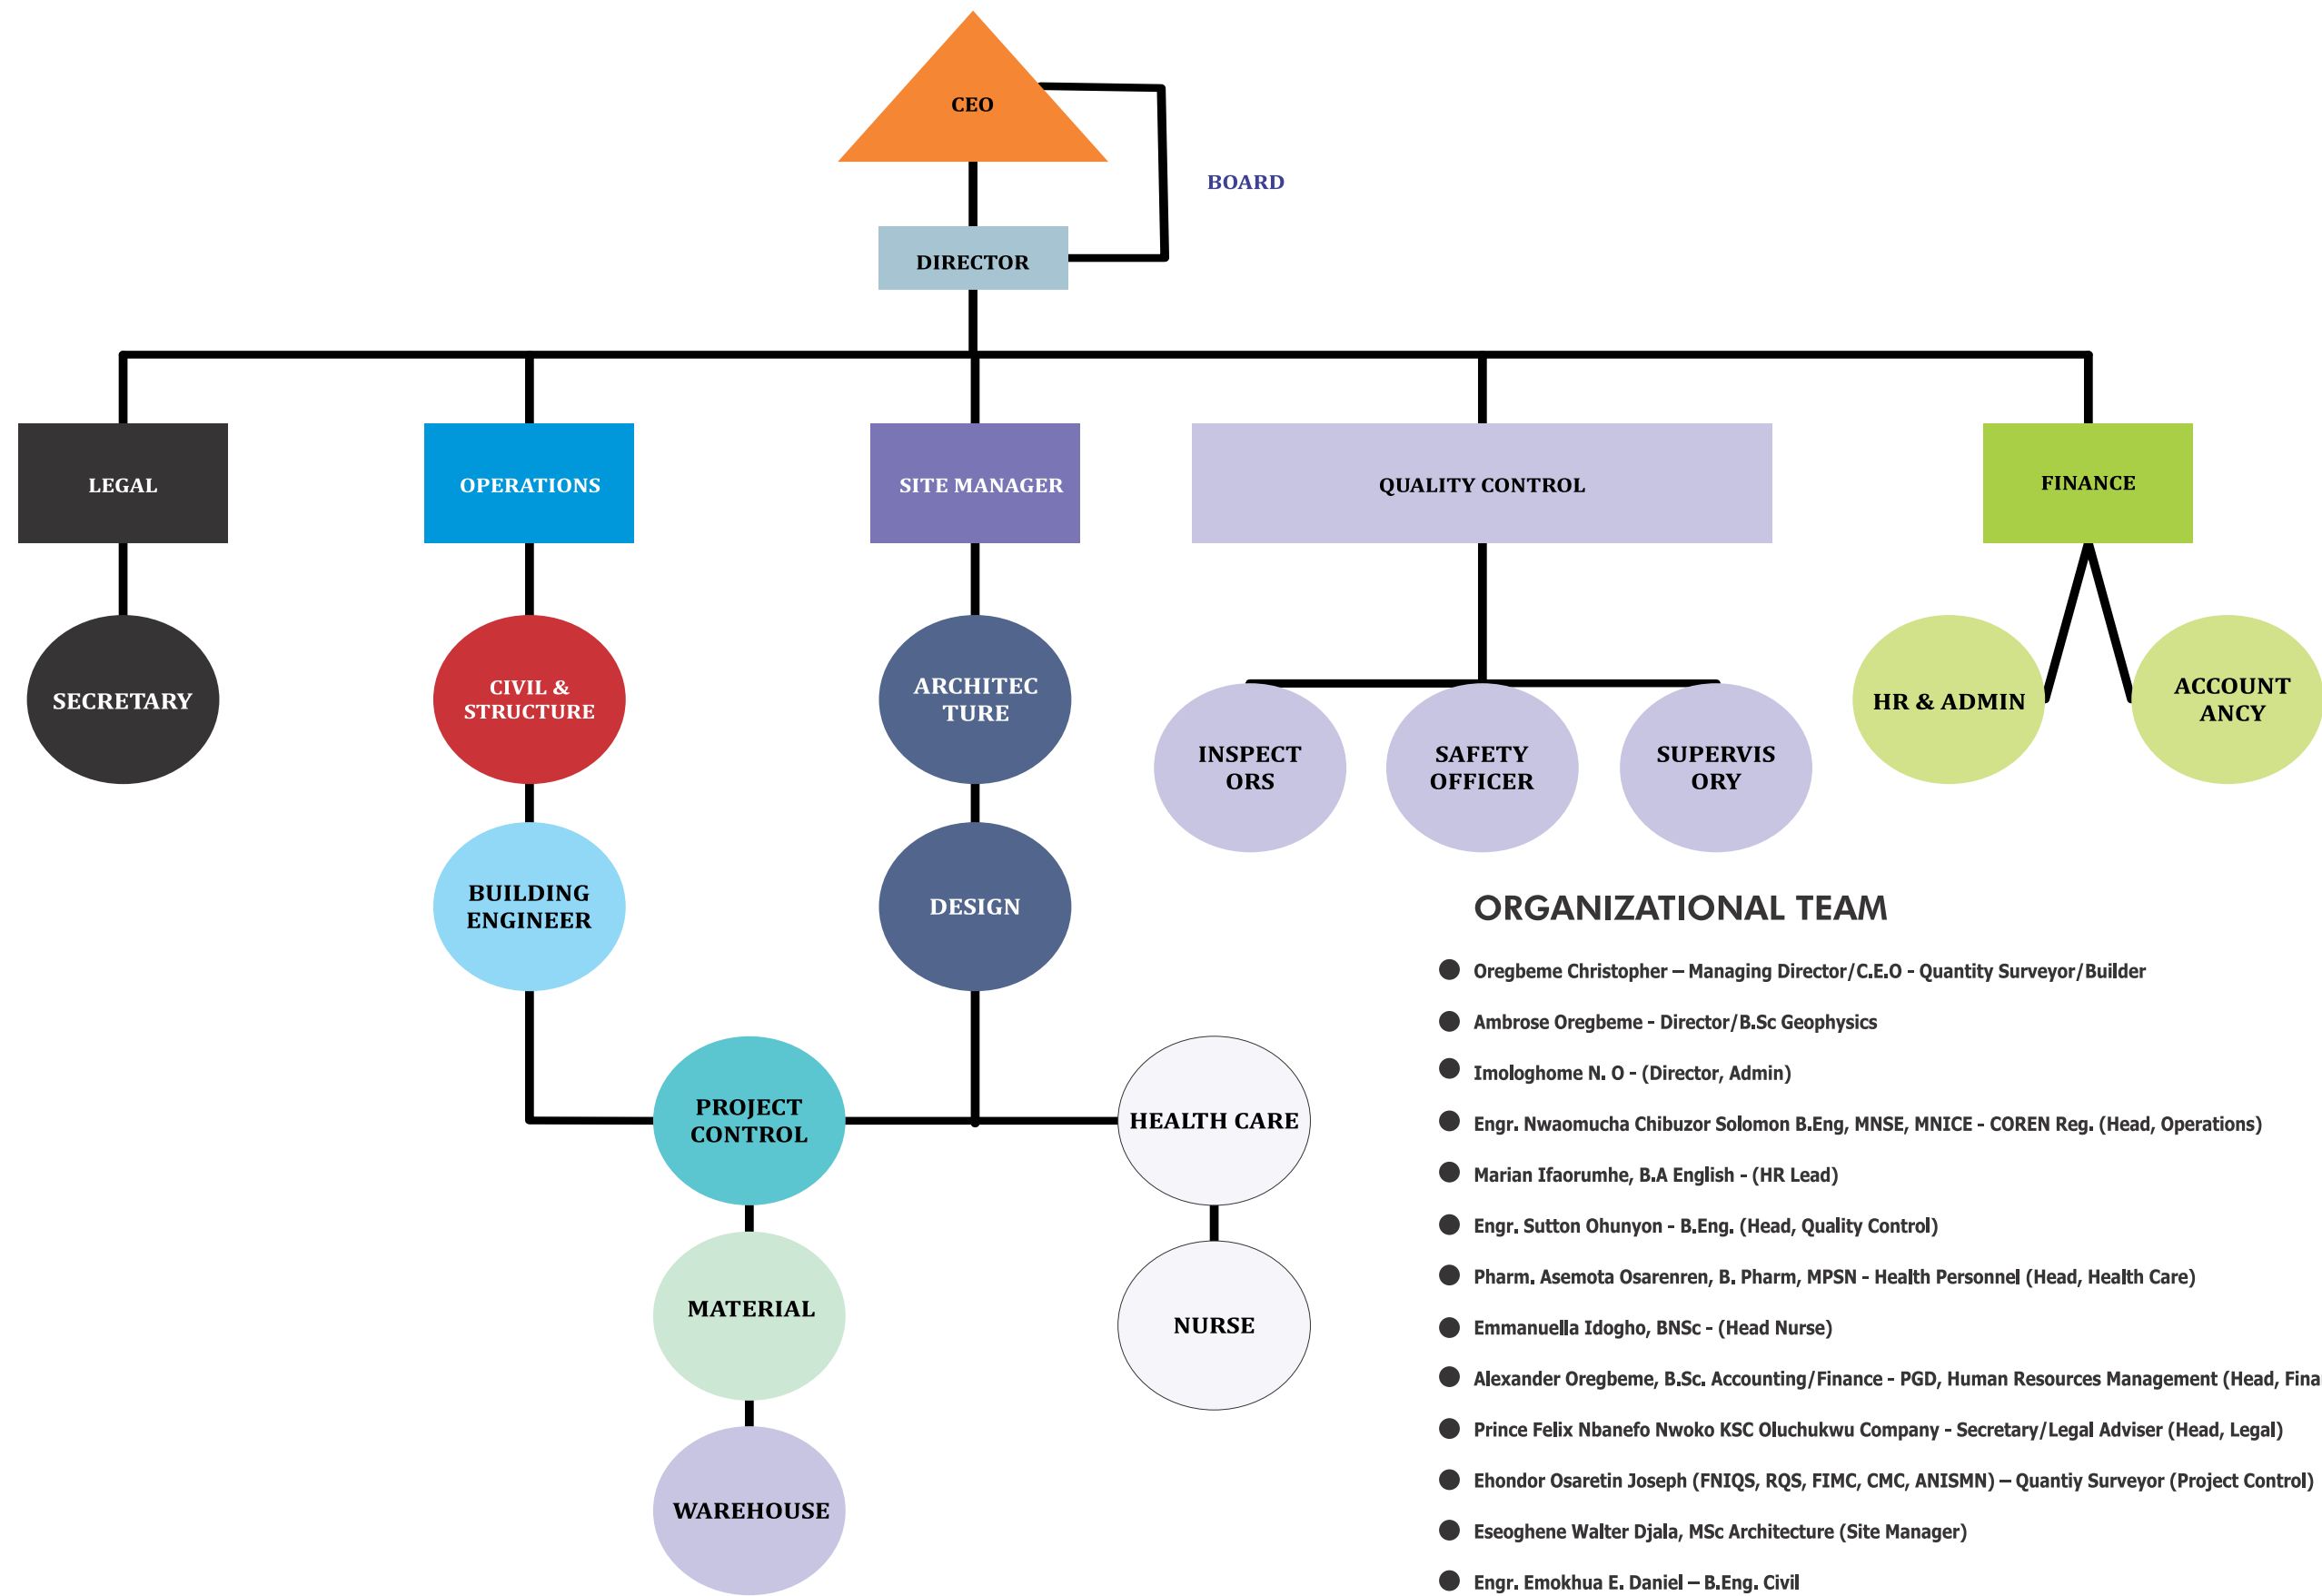 CEO
BOARD
DIRECTOR
LEGAL
OPERATIONS
SITE MANAGER
QUALITY CONTROL
FINANCE
SECRETARY
CIVIL &
STRUCTURE
ARCHITEC
TURE
INSPECT
ORS
SAFETY
OFFICER
SUPERVIS
ORY
HR & ADMIN
ACCOUNT
ANCY
BUILDING
ENGINEER
DESIGN
PROJECT
CONTROL
HEALTH CARE
MATERIAL
NURSE
WAREHOUSE
ORGANIZATIONAL TEAM
Oregbeme Christopher – Managing Director/C.E.O - Quantity Surveyor/Builder
Ambrose Oregbeme - Director/B.Sc Geophysics
Imologhome N. O - (Director, Admin)
Engr. Nwaomucha Chibuzor Solomon B.Eng, MNSE, MNICE - COREN Reg. (Head, Operations)
Marian Ifaorumhe, B.A English - (HR Lead)
Engr. Sutton Ohunyon - B.Eng. (Head, Quality Control)
Pharm. Asemota Osarenren, B. Pharm, MPSN - Health Personnel (Head, Health Care)
Emmanuella Idogho, BNSc - (Head Nurse)
Alexander Oregbeme, B.Sc. Accounting/Finance - PGD, Human Resources Management (Head,
Prince Felix Nbanefo Nwoko KSC Oluchukwu Company - Secretary/Legal Adviser (Head, Legal)
Ehondor Osaretin Joseph (FNIQS, RQS, FIMC, CMC, ANISMN) – Quantiy Surveyor (Project Control)
Eseoghene Walter Djala, MSc Architecture (Site Manager)
Engr. Emokhua E. Daniel – B.Eng. Civil